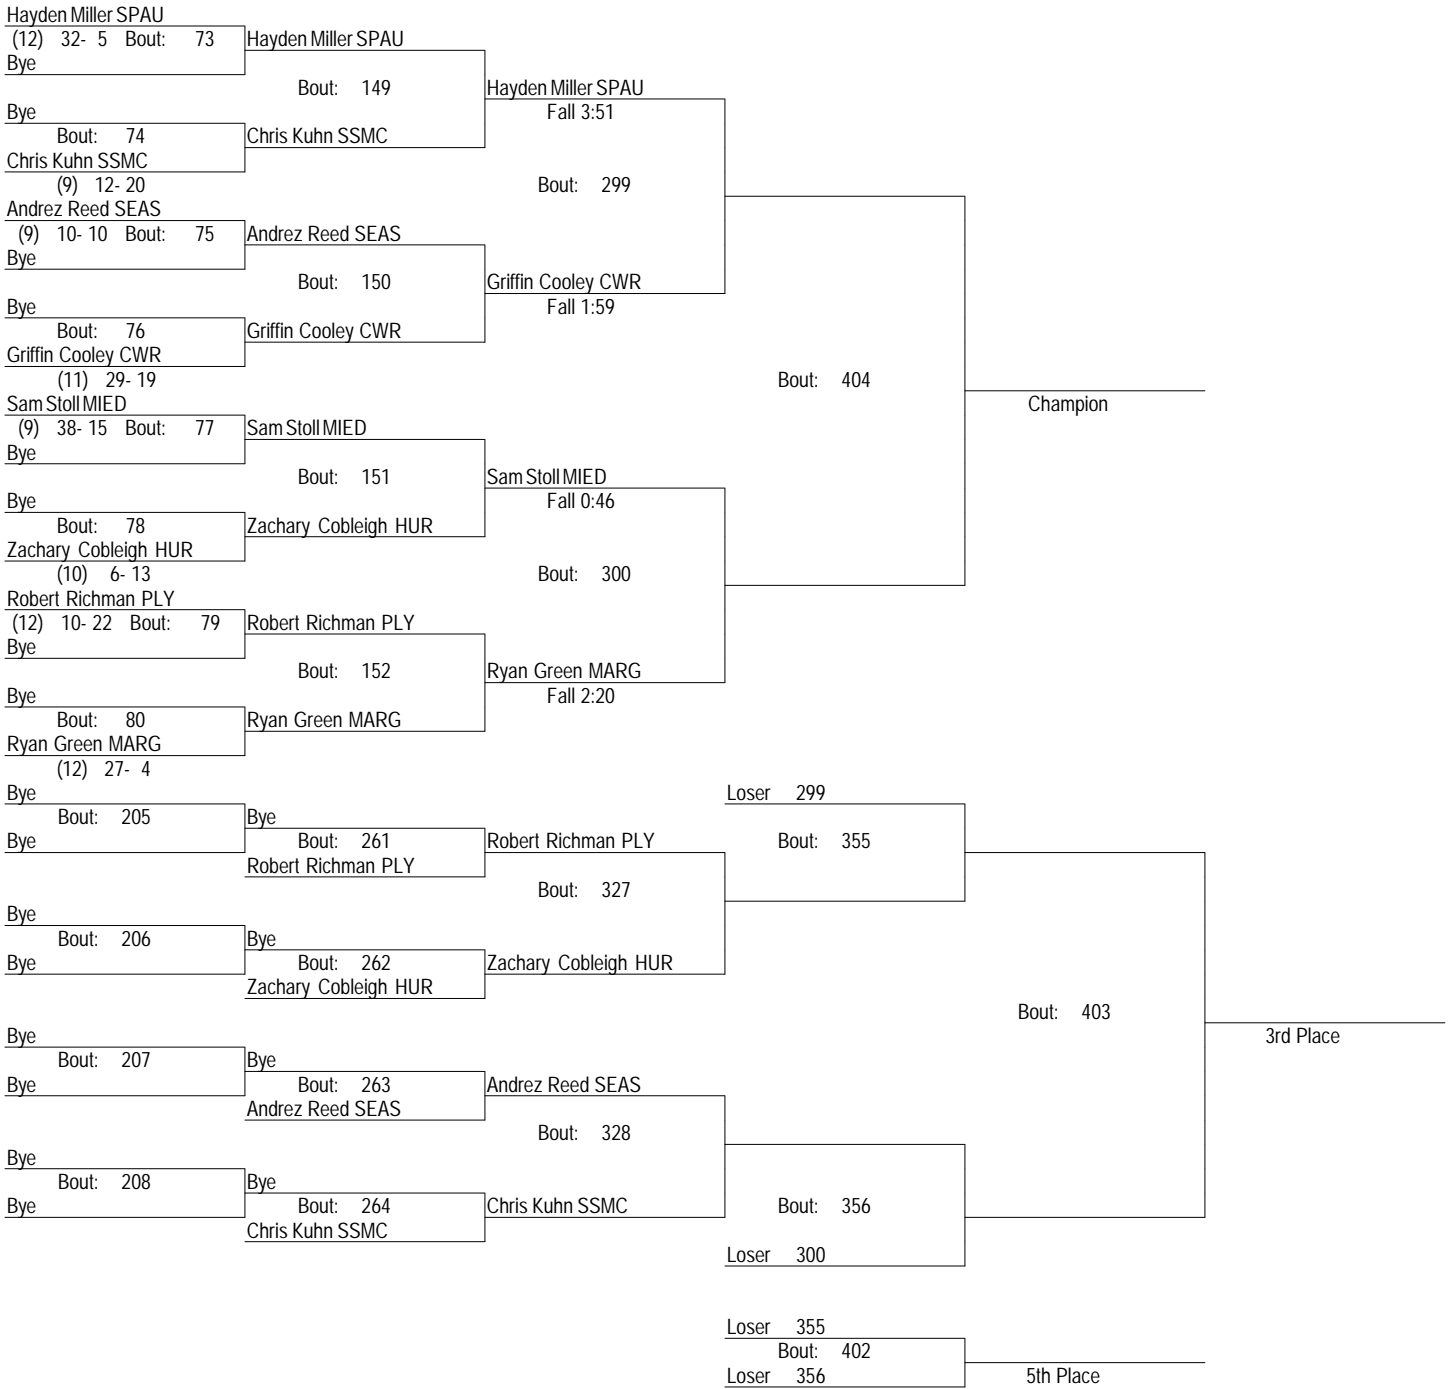 Hayden Miller SPAU
(12) 32- 5 Bout: 73 Hayden Miller SPAU
Bye
Bout: 149 Hayden Miller SPAU
Bye Fall 3:51
Bout: 74 Chris Kuhn SSMC
Chris Kuhn SSMC
(9) 12- 20 Bout: 299
Andrez Reed SEAS
(9) 10- 10 Bout: 75 Andrez Reed SEAS
Bye
Bout: 150 Griffin Cooley CWR
Bye Fall 1:59
Bout: 76 Griffin Cooley CWR
Griffin Cooley CWR
(11) 29- 19 Bout: 404
Sam Stoll MIED Champion
(9) 38- 15 Bout: 77 Sam Stoll MIED
Bye
Bout: 151 Sam Stoll MIED
Bye Fall 0:46
Bout: 78 Zachary Cobleigh HUR
Zachary Cobleigh HUR
(10) 6- 13 Bout: 300
Robert Richman PLY
(12) 10- 22 Bout: 79 Robert Richman PLY
Bye
Bout: 152 Ryan Green MARG
Bye Fall 2:20
Bout: 80 Ryan Green MARG
Ryan Green MARG
(12) 27- 4
Bye Loser 299
Bout: 205 Bye
Bye Bout: 261 Robert Richman PLY Bout: 355
Robert Richman PLY
Bout: 327
Bye
Bout: 206 Bye
Bye Bout: 262 Zachary Cobleigh HUR
Zachary Cobleigh HUR
Bout: 403
Bye 3rd Place
Bout: 207 Bye
Bye Bout: 263 Andrez Reed SEAS
Andrez Reed SEAS
Bout: 328
Bye
Bout: 208 Bye
Bye Bout: 264 Chris Kuhn SSMC Bout: 356
Chris Kuhn SSMC
Loser 300
Loser 355
Bout: 402
Loser 356 5th Place